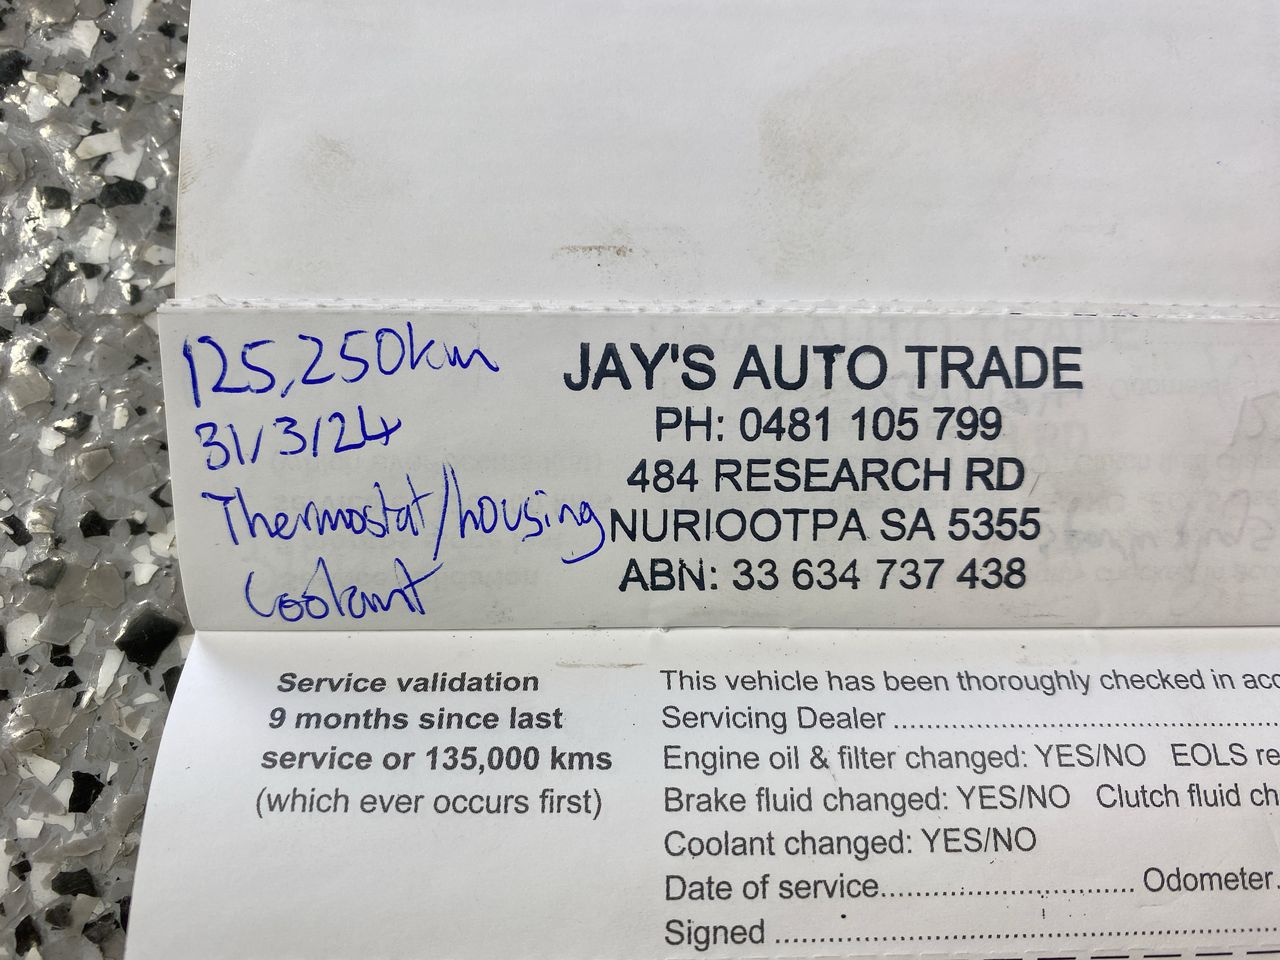 125,250km
31/3/24
Thermostat/housing
Coolant
JAY'S AUTO TRADE
PH: 0481 105 799
484 RESEARCH RD
NURIOOTPA SA 5355
ABN: 33 634 737 438
Service validation
9 months since last
service or 135,000 kms
(which ever occurs first)
This vehicle has been thoroughly checked in acc
Servicing Dealer
Engine oil & filter changed: YES/NO EOLS re
Brake fluid changed: YES/NO Clutch fluid ch
Coolant changed: YES/NO
Date of service Odometer
Signed